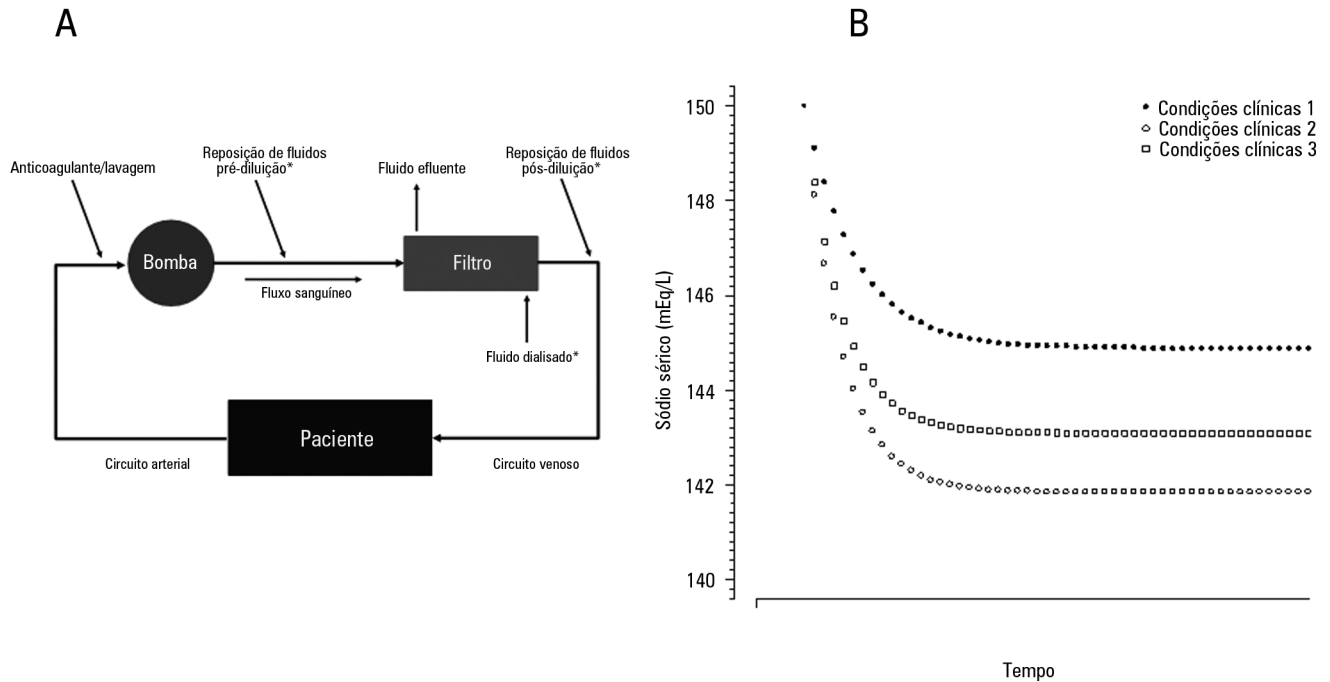 A
Anticoagulante/lavagem
Reposição de fluidos
pré-diluição*
Fluido efluente
Reposição de fluidos
pós-diluição*
Bomba
Filtro
Fluxo sanguíneo
Fluido dialisado*
Paciente
Circuito arterial
Circuito venoso
B
Condições clínicas 1
Condições clínicas 2
Condições clínicas 3
Sódio sérico (mEq/L)
150
148
146
144
142
140
Tempo